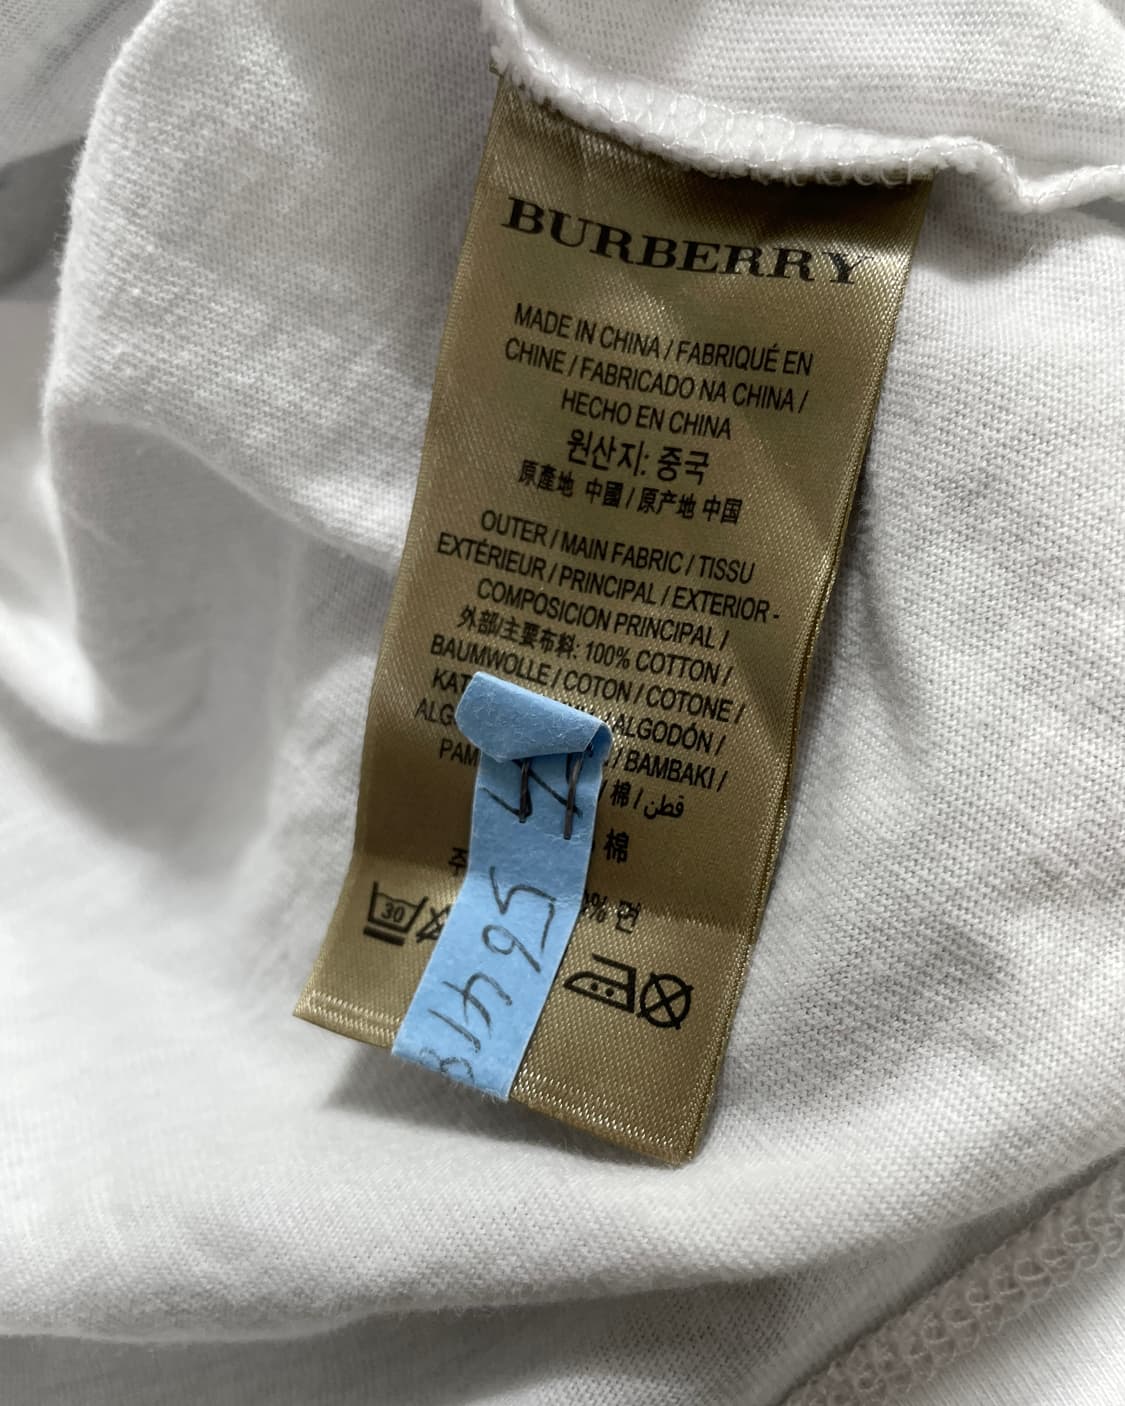 BURBERRY
MADE IN CHINA / FABRIQUÉ EN
CHINE / FABRICADO NA CHINA /
HECHO EN CHINA
원산지: 중국
原產地 中國 / 原产地 中国
OUTER / MAIN FABRIC / TISSU
EXTÉRIEUR / PRINCIPAL / EXTERIOR -
COMPOSICION PRINCIPAL /
外部/主要布料: 100% COTTON /
BAUMWOLLE / COTON / COTONE /
ALGODÓN /
/ BAMBAKI /
/ 棉 / قطن
棉
% 면
30